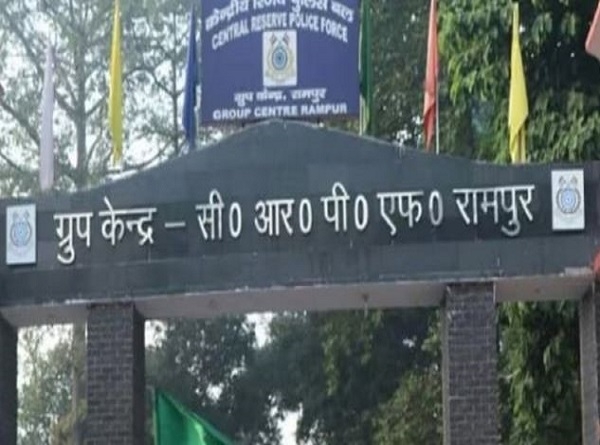 केन्द्रीय रिज़र्व पुलिस बल
CENTRAL RESERVE POLICE FORCE
ग्रुप केन्द्र, रामपुर
GROUP CENTRE RAMPUR
ग्रुप केन्द्र – सी0 आर0 पी0 एफ0 रामपुर